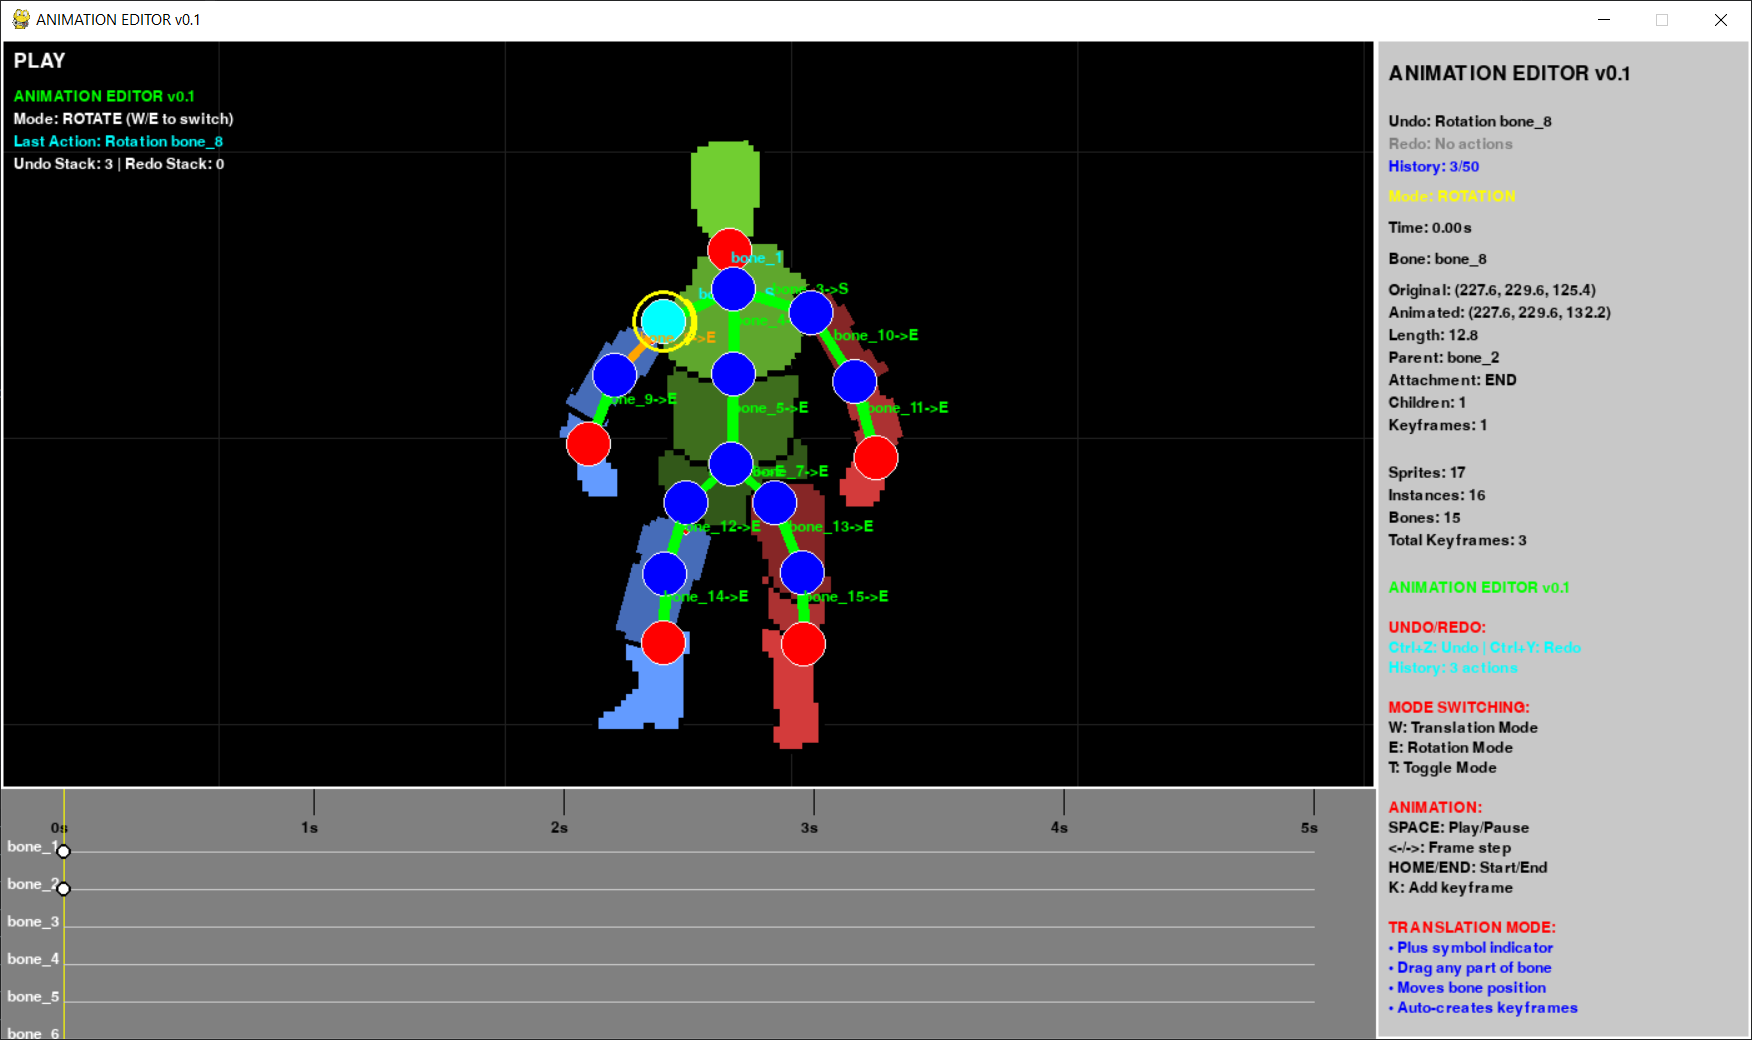 ANIMATION EDITOR v0.1
PLAY
ANIMATION EDITOR v0.1
Mode: ROTATE (W/E to switch)
Last Action: Rotation bone_8
Undo Stack: 3 | Redo Stack: 0
bone_1
bone_3->S
bone_4
->E
bone_10->E
bone_9->E
bone_5->E
bone_11->E
bone_7->E
bone_12->E
bone_13->E
bone_14->E
bone_15->E
0s
1s
2s
3s
4s
5s
bone_1
bone_2
bone_3
bone_4
bone_5
bone_6
ANIMATION EDITOR v0.1
Undo: Rotation bone_8
Redo: No actions
History: 3/50
Mode: ROTATION
Time: 0.00s
Bone: bone_8
Original: (227.6, 229.6, 125.4)
Animated: (227.6, 229.6, 132.2)
Length: 12.8
Parent: bone_2
Attachment: END
Children: 1
Keyframes: 1
Sprites: 17
Instances: 16
Bones: 15
Total Keyframes: 3
ANIMATION EDITOR v0.1
UNDO/REDO:
Ctrl+Z: Undo | Ctrl+Y: Redo
History: 3 actions
MODE SWITCHING:
W: Translation Mode
E: Rotation Mode
T: Toggle Mode
ANIMATION:
SPACE: Play/Pause
<-/->: Frame step
HOME/END: Start/End
K: Add keyframe
TRANSLATION MODE:
• Plus symbol indicator
• Drag any part of bone
• Moves bone position
• Auto-creates keyframes